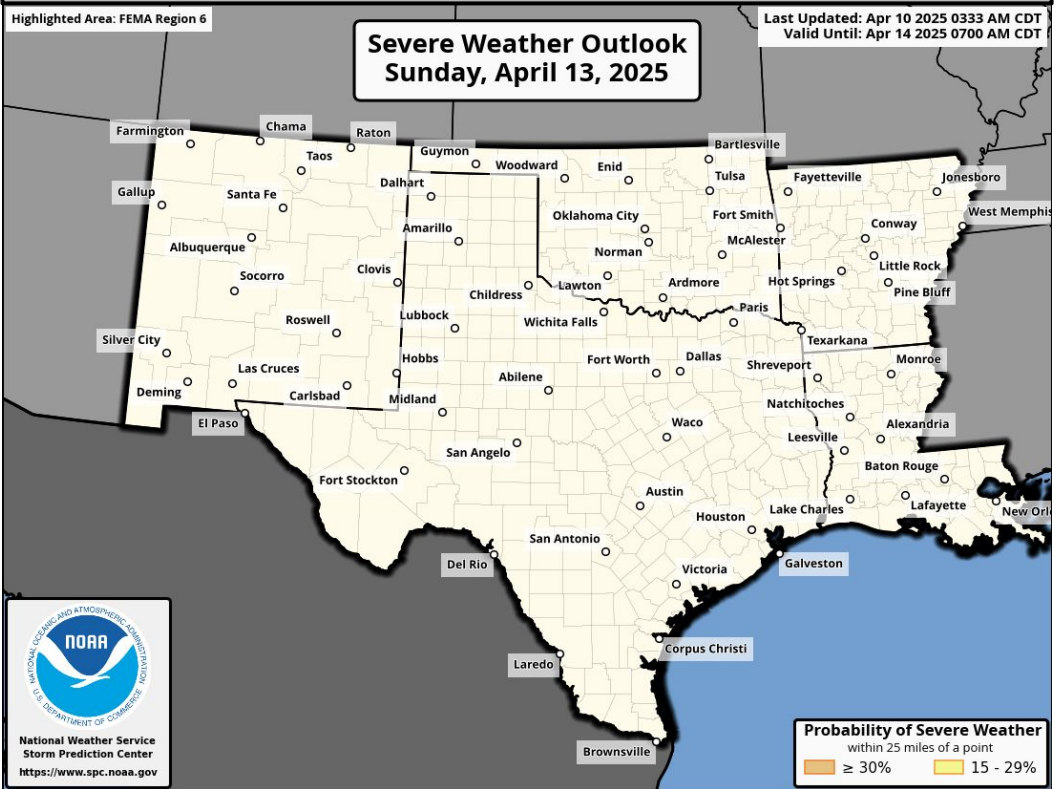 Highlighted Area: FEMA Region 6
Last Updated: Apr 10 2025 0333 AM CDT
Valid Until: Apr 14 2025 0700 AM CDT
Severe Weather Outlook
Sunday, April 13, 2025
Farmington
Chama
Raton
Taos
Guymon
Woodward
Enid
Bartlesville
Tulsa
Fayetteville
Jonesboro
Gallup
Santa Fe
Dalhart
Amarillo
Oklahoma City
Fort Smith
West Memphis
Albuquerque
Norman
McAlester
Conway
Socorro
Clovis
Childress
Lawton
Ardmore
Hot Springs
Little Rock
Pine Bluff
Roswell
Lubbock
Wichita Falls
Paris
Texarkana
Silver City
Las Cruces
Hobbs
Fort Worth
Dallas
Shreveport
Monroe
Deming
Carlsbad
Midland
Abilene
Natchitoches
El Paso
Waco
Leesville
Alexandria
San Angelo
Fort Stockton
Baton Rouge
Austin
Houston
Lake Charles
Lafayette
New Orl
San Antonio
Del Rio
Victoria
Galveston
Laredo
Corpus Christi
Brownsville
NATIONAL OCEANIC AND ATMOSPHERIC ADMINISTRATION
NOAA
U.S. DEPARTMENT OF COMMERCE
National Weather Service
Storm Prediction Center
https://www.spc.noaa.gov
Probability of Severe Weather
within 25 miles of a point
≥ 30%
15 - 29%